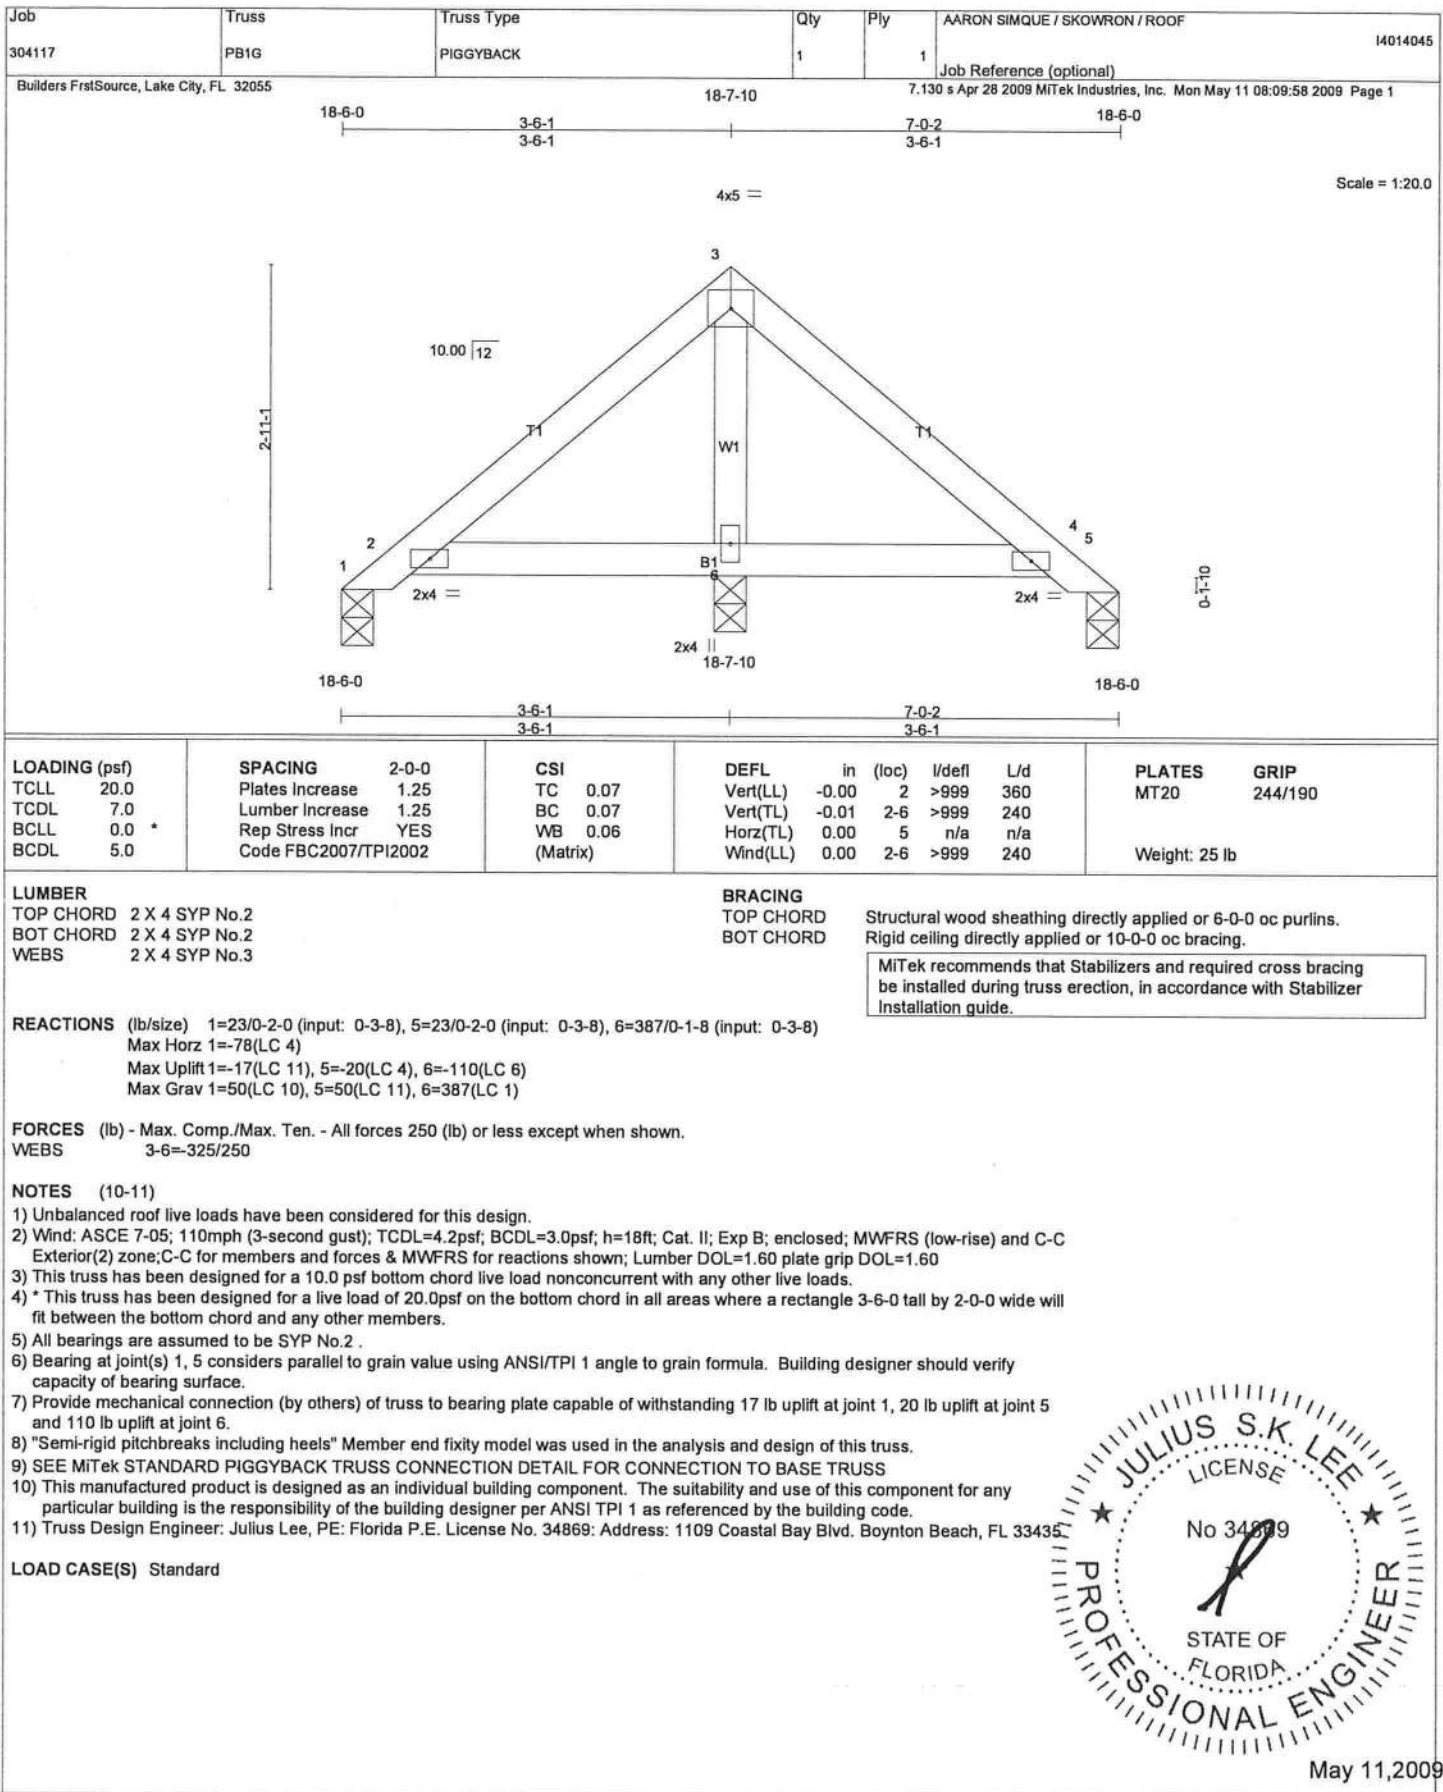 Job Truss Truss Type Qty Ply AARON SIMQUE / SKOWRON / ROOF
I4014045
304117 PB1G PIGGYBACK 1 1
Job Reference (optional)
Builders FrstSource, Lake City, FL 32055 7.130 s Apr 28 2009 MiTek Industries, Inc. Mon May 11 08:09:58 2009 Page 1
18-6-0 18-7-10 18-6-0
3-6-1 7-0-2
3-6-1 3-6-1
Scale = 1:20.0
4x5 =
3
10.00 12
2-11-1
T1 T1
W1
4
5
2
1
B1
6
0-1-10
2x4 = 2x4 =
2x4 ||
18-7-10
18-6-0 18-6-0
3-6-1 7-0-2
3-6-1 3-6-1
LOADING (psf) SPACING 2-0-0 CSI DEFL in (loc) l/defl L/d PLATES GRIP
TCLL 20.0 Plates Increase 1.25 TC 0.07 Vert(LL) -0.00 2 >999 360 MT20 244/190
TCDL 7.0 Lumber Increase 1.25 BC 0.07 Vert(TL) -0.01 2-6 >999 240
BCLL 0.0 * Rep Stress Incr YES WB 0.06 Horz(TL) 0.00 5 n/a n/a
BCDL 5.0 Code FBC2007/TPI2002 (Matrix) Wind(LL) 0.00 2-6 >999 240 Weight: 25 lb
LUMBER
TOP CHORD 2 X 4 SYP No.2
BOT CHORD 2 X 4 SYP No.2
WEBS 2 X 4 SYP No.3
BRACING
TOP CHORD Structural wood sheathing directly applied or 6-0-0 oc purlins.
BOT CHORD Rigid ceiling directly applied or 10-0-0 oc bracing.
MiTek recommends that Stabilizers and required cross bracing
be installed during truss erection, in accordance with Stabilizer
Installation guide.
REACTIONS (lb/size) 1=23/0-2-0 (input: 0-3-8), 5=23/0-2-0 (input: 0-3-8), 6=387/0-1-8 (input: 0-3-8)
Max Horz 1=-78(LC 4)
Max Uplift 1=-17(LC 11), 5=-20(LC 4), 6=-110(LC 6)
Max Grav 1=50(LC 10), 5=50(LC 11), 6=387(LC 1)
FORCES (lb) - Max. Comp./Max. Ten. - All forces 250 (lb) or less except when shown.
WEBS 3-6=-325/250
NOTES (10-11)
1) Unbalanced roof live loads have been considered for this design.
2) Wind: ASCE 7-05; 110mph (3-second gust); TCDL=4.2psf; BCDL=3.0psf; h=18ft; Cat. II; Exp B; enclosed; MWFRS (low-rise) and C-C
Exterior(2) zone;C-C for members and forces & MWFRS for reactions shown; Lumber DOL=1.60 plate grip DOL=1.60
3) This truss has been designed for a 10.0 psf bottom chord live load nonconcurrent with any other live loads.
4) * This truss has been designed for a live load of 20.0psf on the bottom chord in all areas where a rectangle 3-6-0 tall by 2-0-0 wide will
fit between the bottom chord and any other members.
5) All bearings are assumed to be SYP No.2 .
6) Bearing at joint(s) 1, 5 considers parallel to grain value using ANSI/TPI 1 angle to grain formula. Building designer should verify
capacity of bearing surface.
7) Provide mechanical connection (by others) of truss to bearing plate capable of withstanding 17 lb uplift at joint 1, 20 lb uplift at joint 5
and 110 lb uplift at joint 6.
8) "Semi-rigid pitchbreaks including heels" Member end fixity model was used in the analysis and design of this truss.
9) SEE MiTek STANDARD PIGGYBACK TRUSS CONNECTION DETAIL FOR CONNECTION TO BASE TRUSS
10) This manufactured product is designed as an individual building component. The suitability and use of this component for any
particular building is the responsibility of the building designer per ANSI TPI 1 as referenced by the building code.
11) Truss Design Engineer: Julius Lee, PE: Florida P.E. License No. 34869: Address: 1109 Coastal Bay Blvd. Boynton Beach, FL 33435
LOAD CASE(S) Standard
JULIUS S.K. LEE
LICENSE
No 34869
STATE OF
FLORIDA
PROFESSIONAL ENGINEER
May 11,2009